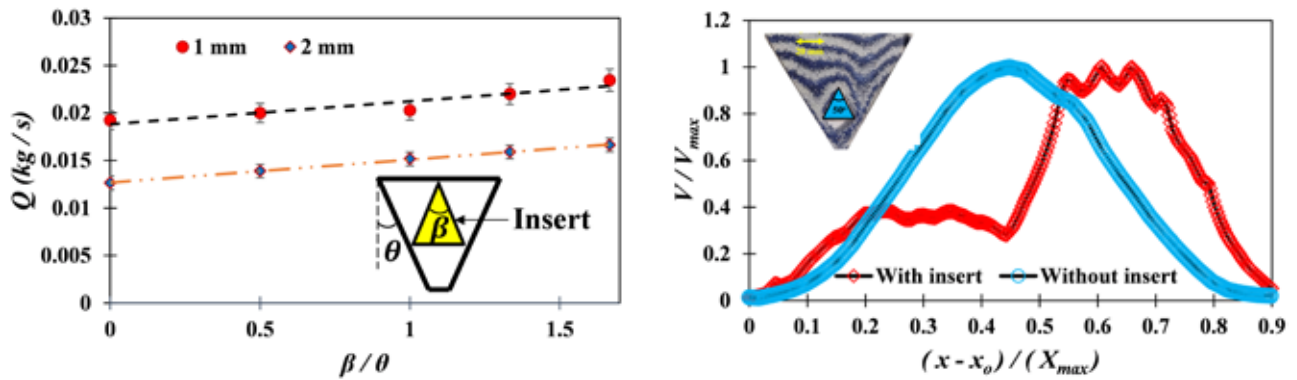 0.03
0.025
0.02
0.015
0.01
0.005
0
Q (kg / s)
1 mm
2 mm
Insert
β
θ
0 0.5 1 1.5
β / θ
1.2
1
0.8
0.6
0.4
0.2
0
V / Vmax
With insert
Without insert
0 0.1 0.2 0.3 0.4 0.5 0.6 0.7 0.8 0.9
( x - xo ) / ( Xmax )